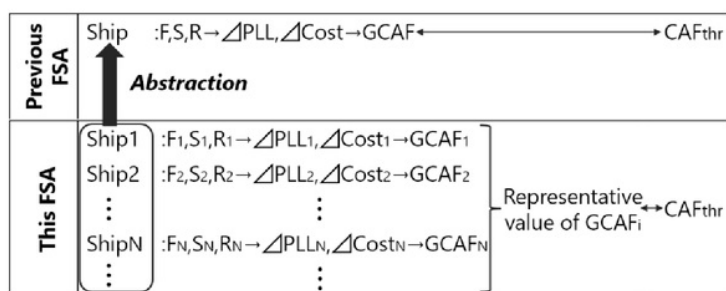 Previous FSA
Ship :F,S,R→⊿PLL,⊿Cost→GCAF↔CAFthr
Abstraction
This FSA
Ship1 :F1,S1,R1→⊿PLL1,⊿Cost1→GCAF1
Ship2 :F2,S2,R2→⊿PLL2,⊿Cost2→GCAF2
⋮ ⋮
ShipN :FN,SN,RN→⊿PLLN,⊿CostN→GCAFN
⋮ ⋮
Representative
value of GCAFi ↔CAFthr